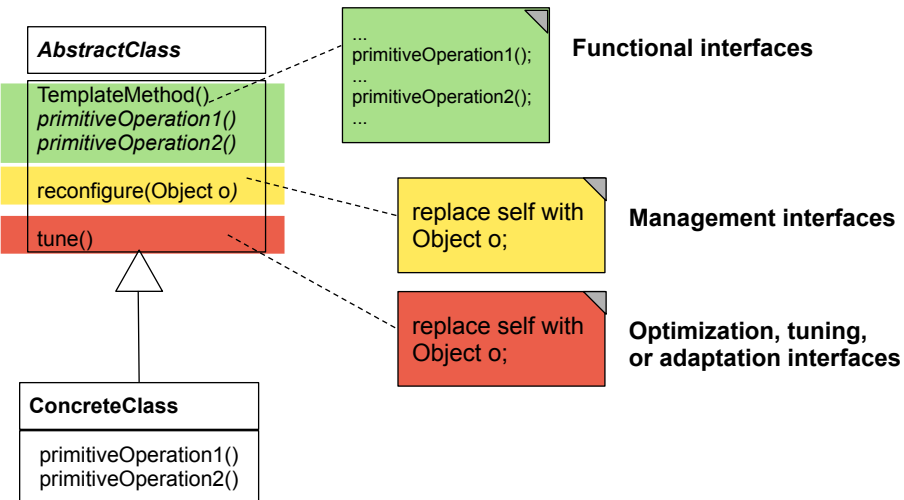 AbstractClass
TemplateMethod()
primitiveOperation1()
primitiveOperation2()
reconfigure(Object o)
tune()
...
primitiveOperation1();
...
primitiveOperation2();
...
Functional interfaces
replace self with
Object o;
Management interfaces
replace self with
Object o;
Optimization, tuning,
or adaptation interfaces
ConcreteClass
primitiveOperation1()
primitiveOperation2()